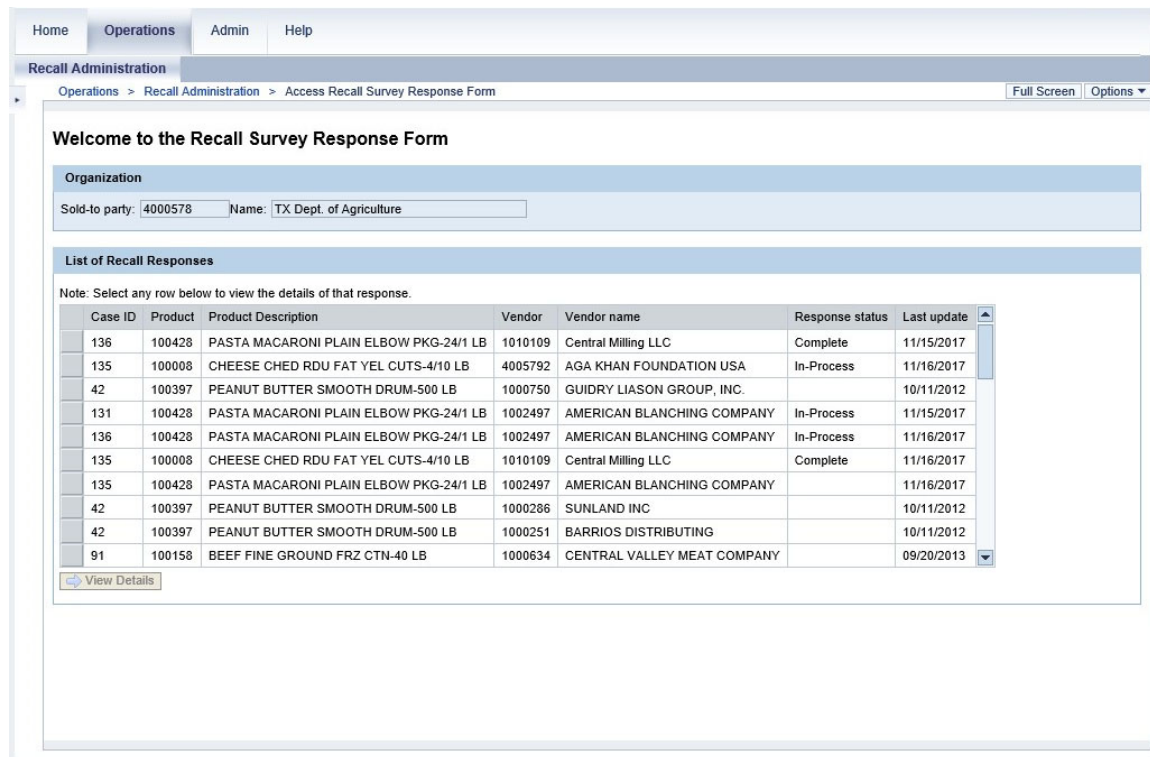 Home Operations Admin Help
Recall Administration
Operations > Recall Administration > Access Recall Survey Response Form Full Screen Options
Welcome to the Recall Survey Response Form
Organization
Sold-to party: 4000578 Name: TX Dept. of Agriculture
List of Recall Responses
Note: Select any row below to view the details of that response.
Case ID Product Product Description Vendor Vendor name Response status Last update
136 100428 PASTA MACARONI PLAIN ELBOW PKG-24/1 LB 1010109 Central Milling LLC Complete 11/15/2017
135 100008 CHEESE CHED RDU FAT YEL CUTS-4/10 LB 4005792 AGA KHAN FOUNDATION USA In-Process 11/16/2017
42 100397 PEANUT BUTTER SMOOTH DRUM-500 LB 1000750 GUIDRY LIASON GROUP, INC. 10/11/2012
131 100428 PASTA MACARONI PLAIN ELBOW PKG-24/1 LB 1002497 AMERICAN BLANCHING COMPANY In-Process 11/15/2017
136 100428 PASTA MACARONI PLAIN ELBOW PKG-24/1 LB 1002497 AMERICAN BLANCHING COMPANY In-Process 11/16/2017
135 100008 CHEESE CHED RDU FAT YEL CUTS-4/10 LB 1010109 Central Milling LLC Complete 11/16/2017
135 100428 PASTA MACARONI PLAIN ELBOW PKG-24/1 LB 1002497 AMERICAN BLANCHING COMPANY 11/16/2017
42 100397 PEANUT BUTTER SMOOTH DRUM-500 LB 1000286 SUNLAND INC 10/11/2012
42 100397 PEANUT BUTTER SMOOTH DRUM-500 LB 1000251 BARRIOS DISTRIBUTING 10/11/2012
91 100158 BEEF FINE GROUND FRZ CTN-40 LB 1000634 CENTRAL VALLEY MEAT COMPANY 09/20/2013
View Details